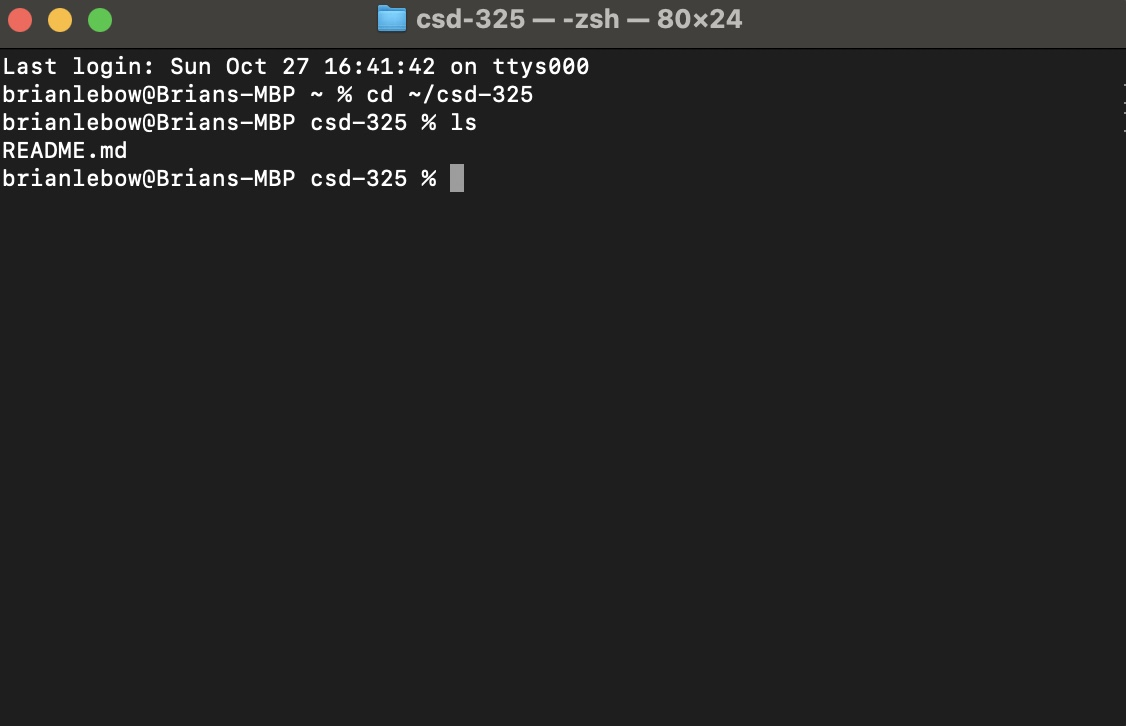 csd-325 — -zsh — 80×24
Last login: Sun Oct 27 16:41:42 on ttys000
brianlebow@Brians-MBP ~ % cd ~/csd-325
brianlebow@Brians-MBP csd-325 % ls
README.md
brianlebow@Brians-MBP csd-325 %